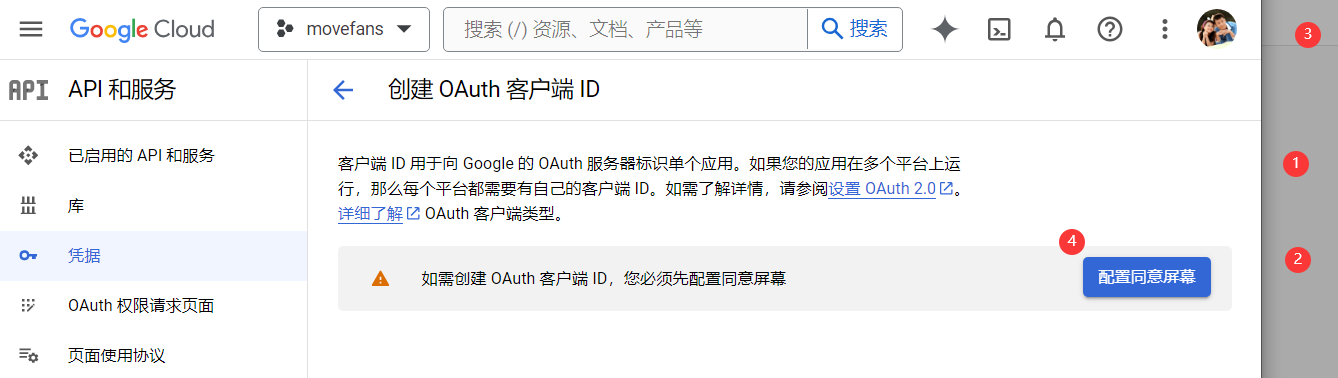 Google Cloud
movefans
搜索 (/) 资源、文档、产品等
搜索
3
API
API 和服务
创建 OAuth 客户端 ID
已启用的 API 和服务
库
凭据
OAuth 权限请求页面
页面使用协议
客户端 ID 用于向 Google 的 OAuth 服务器标识单个应用。如果您的应用在多个平台上运
行，那么每个平台都需要有自己的客户端 ID。如需了解详情，请参阅设置 OAuth 2.0。
详细了解 OAuth 客户端类型。
1
4
2
如需创建 OAuth 客户端 ID，您必须先配置同意屏幕
配置同意屏幕